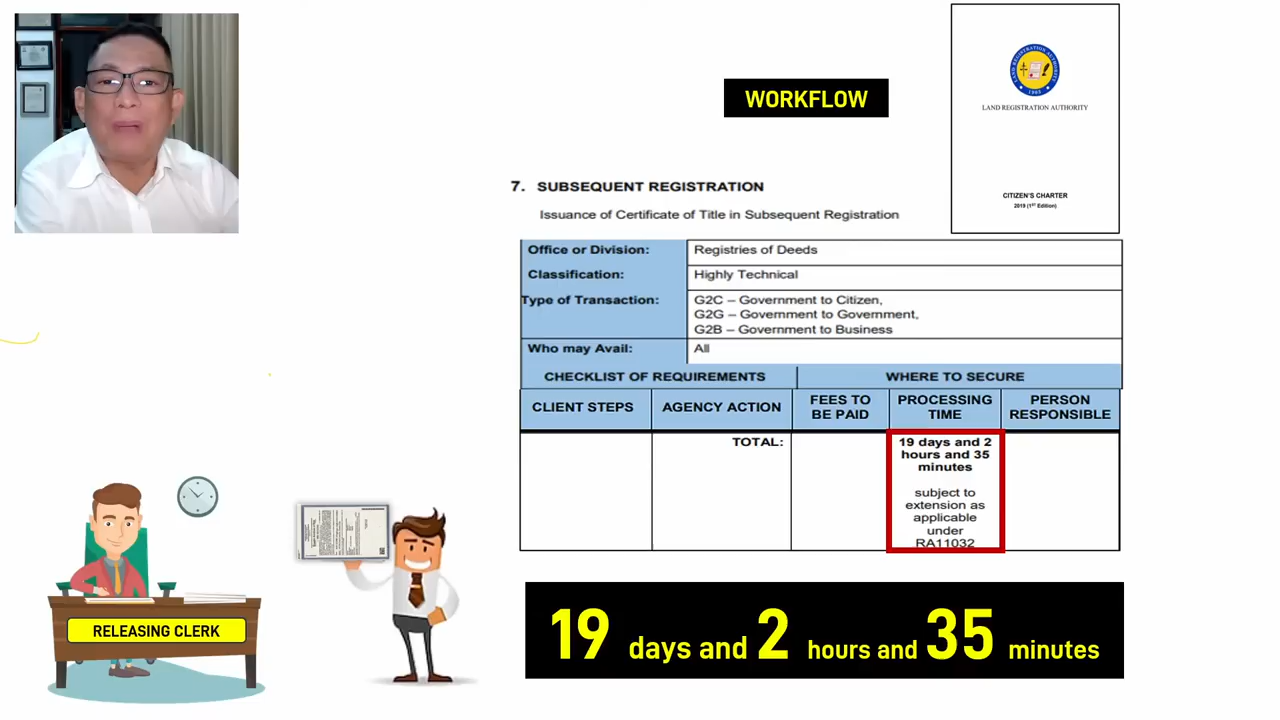 WORKFLOW
LAND REGISTRATION AUTHORITY
CITIZEN'S CHARTER
2019 (1ST Edition)
7. SUBSEQUENT REGISTRATION
Issuance of Certificate of Title in Subsequent Registration
Office or Division: Registries of Deeds
Classification: Highly Technical
Type of Transaction: G2C – Government to Citizen,
G2G – Government to Government,
G2B – Government to Business
Who may Avail: All
CHECKLIST OF REQUIREMENTS WHERE TO SECURE
CLIENT STEPS AGENCY ACTION FEES TO BE PAID PROCESSING TIME PERSON RESPONSIBLE
TOTAL: 19 days and 2
hours and 35
minutes
subject to
extension as
applicable
under
RA11032
RELEASING CLERK
19 days and 2 hours and 35 minutes